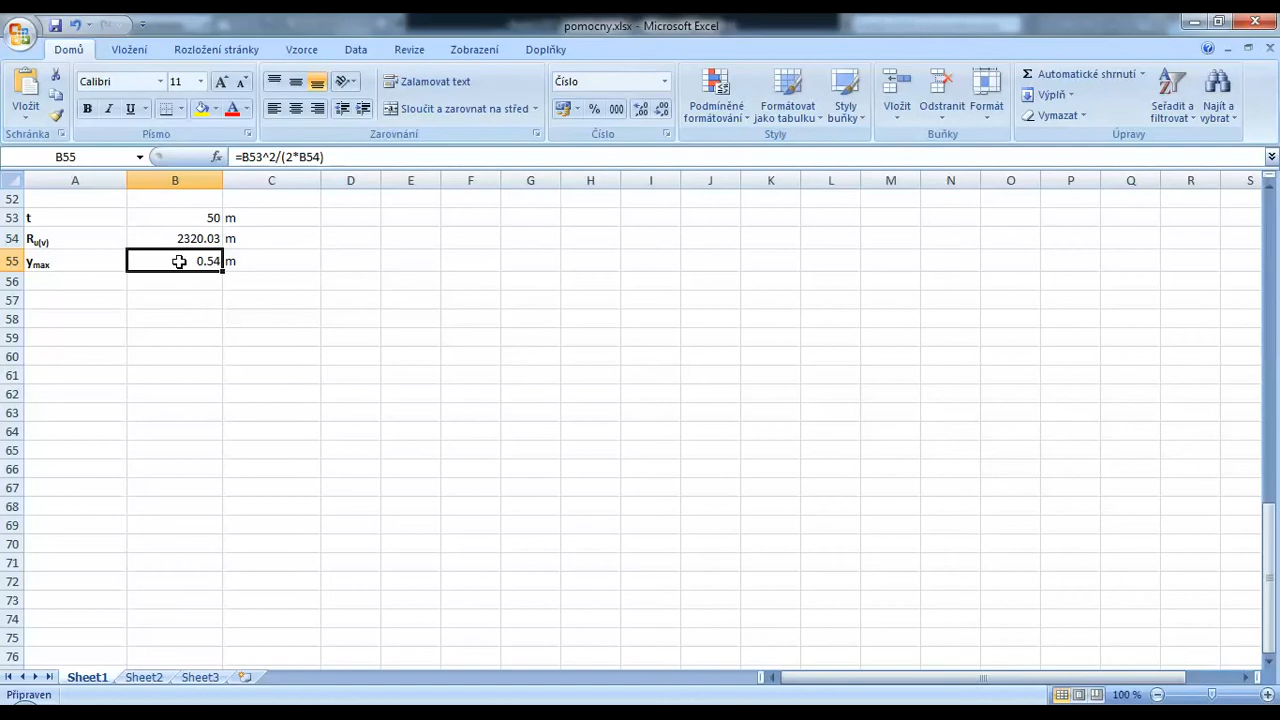 pomocny.xlsx - Microsoft Excel
Domů Vložení Rozložení stránky Vzorce Data Revize Zobrazení Doplňky
Vložit
Schránka
Calibri 11
B I U A
Písmo
Zalamovat text
Sloučit a zarovnat na střed
Zarovnání
Číslo
% 000
Číslo
Podmíněné formátování
Formátovat jako tabulku
Styly buňky
Styly
Vložit Odstranit Formát
Buňky
Σ Automatické shrnutí
Výplň
Vymazat
Seřadit a filtrovat
Najít a vybrat
Úpravy
B55 fx =B53^2/(2*B54)
A B C D E F G H I J K L M N O P Q R S
52
53 t 50 m
54 Ru(v) 2320.03 m
55 ymax 0.54 m
56
57
58
59
60
61
62
63
64
65
66
67
68
69
70
71
72
73
74
75
76
Sheet1 Sheet2 Sheet3
Připraven 100 %